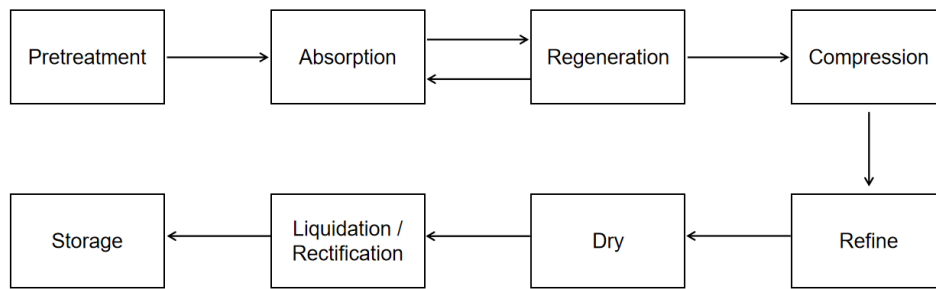 Pretreatment
Absorption
Regeneration
Compression
Storage
Liquidation /
Rectification
Dry
Refine